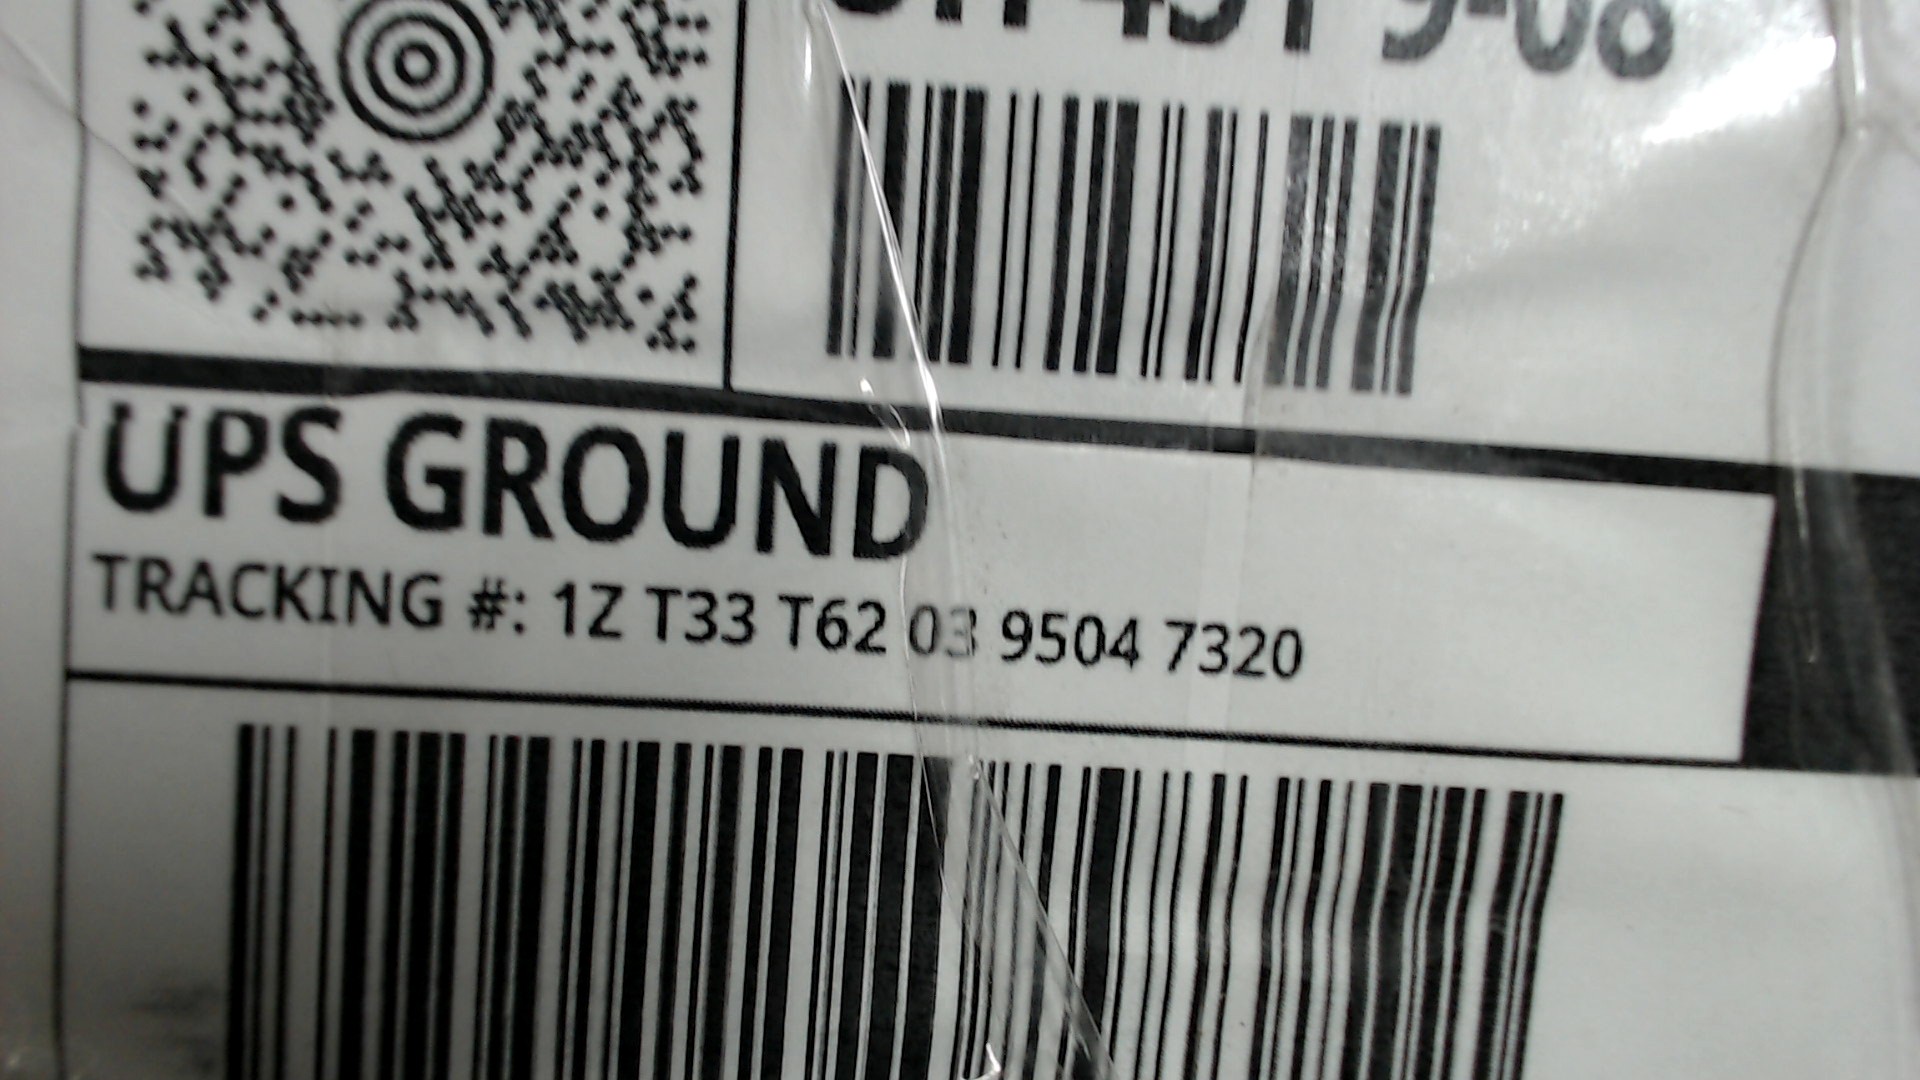 UPS GROUND
TRACKING #: 1Z T33 T62 03 9504 7320